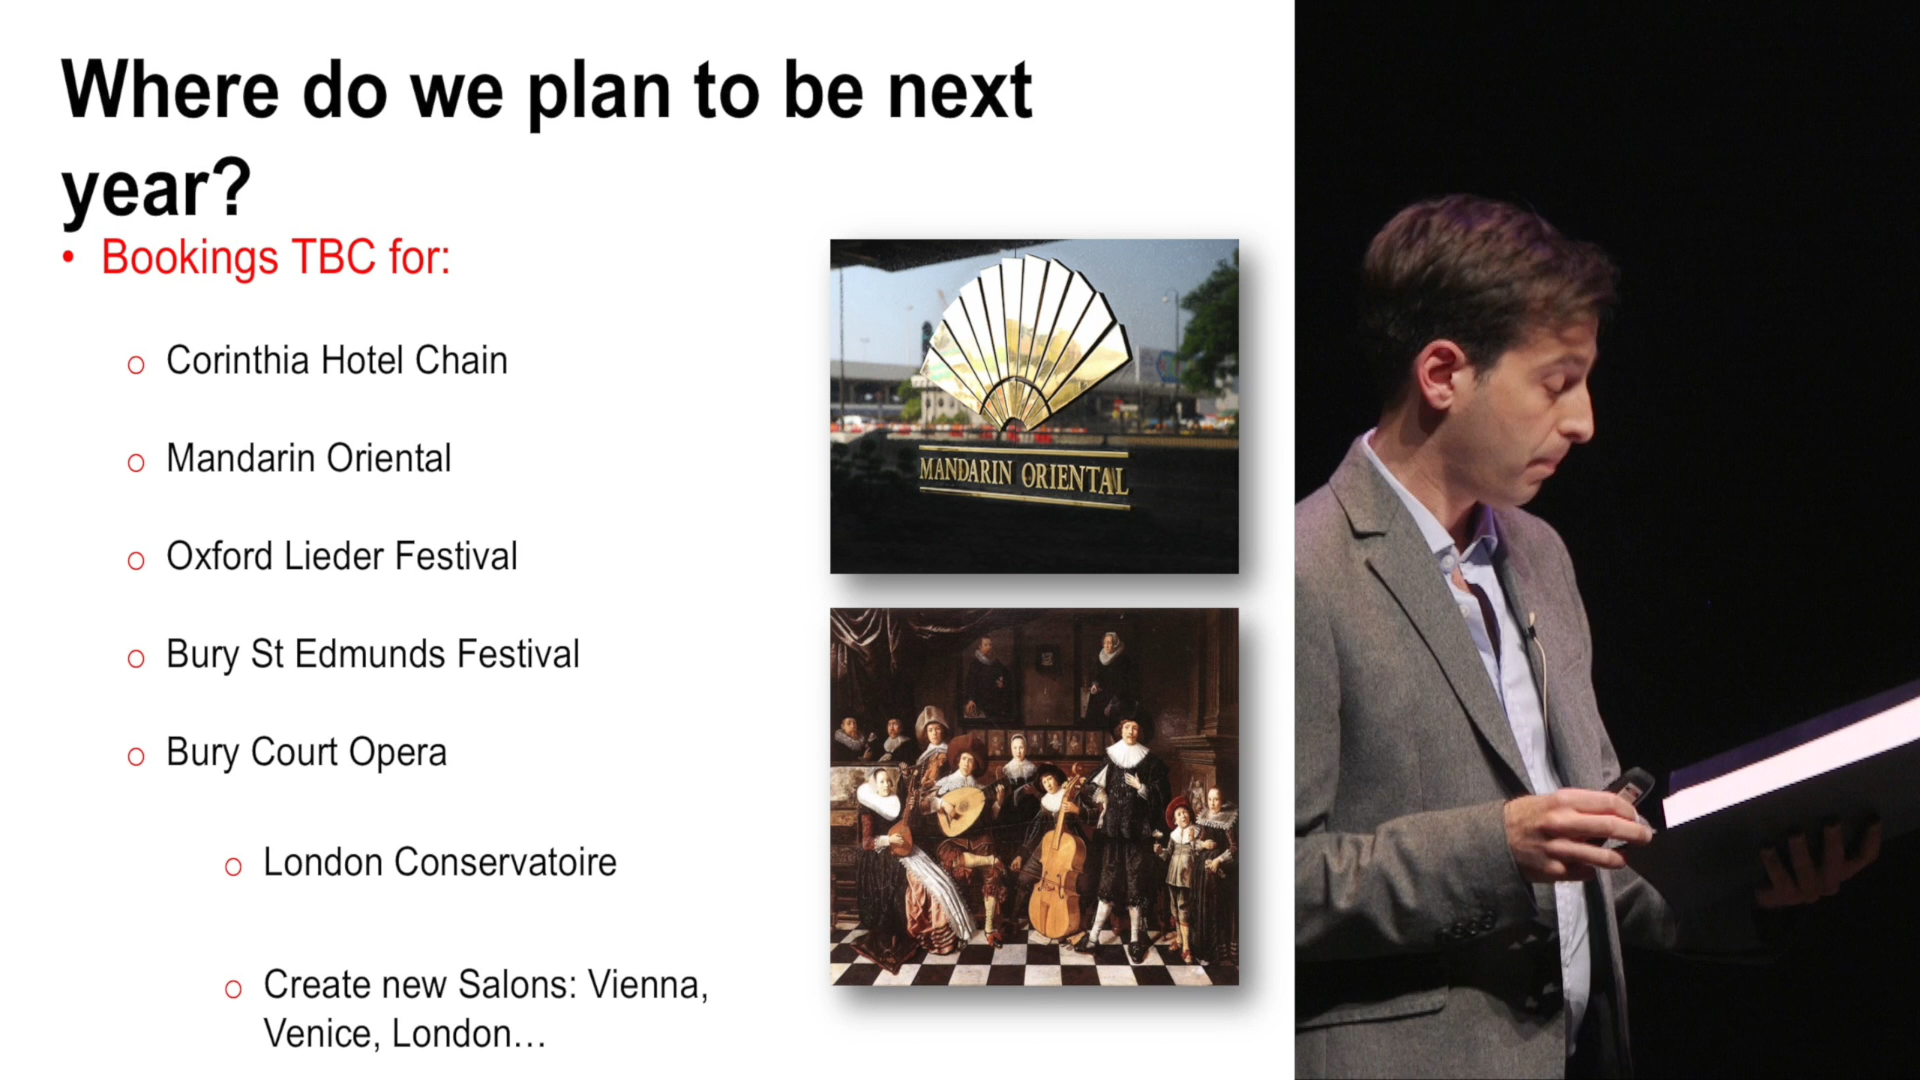 Where do we plan to be next
year?
• Bookings TBC for:
o Corinthia Hotel Chain
o Mandarin Oriental
o Oxford Lieder Festival
o Bury St Edmunds Festival
o Bury Court Opera
o London Conservatoire
o Create new Salons: Vienna,
Venice, London...
MANDARIN ORIENTAL